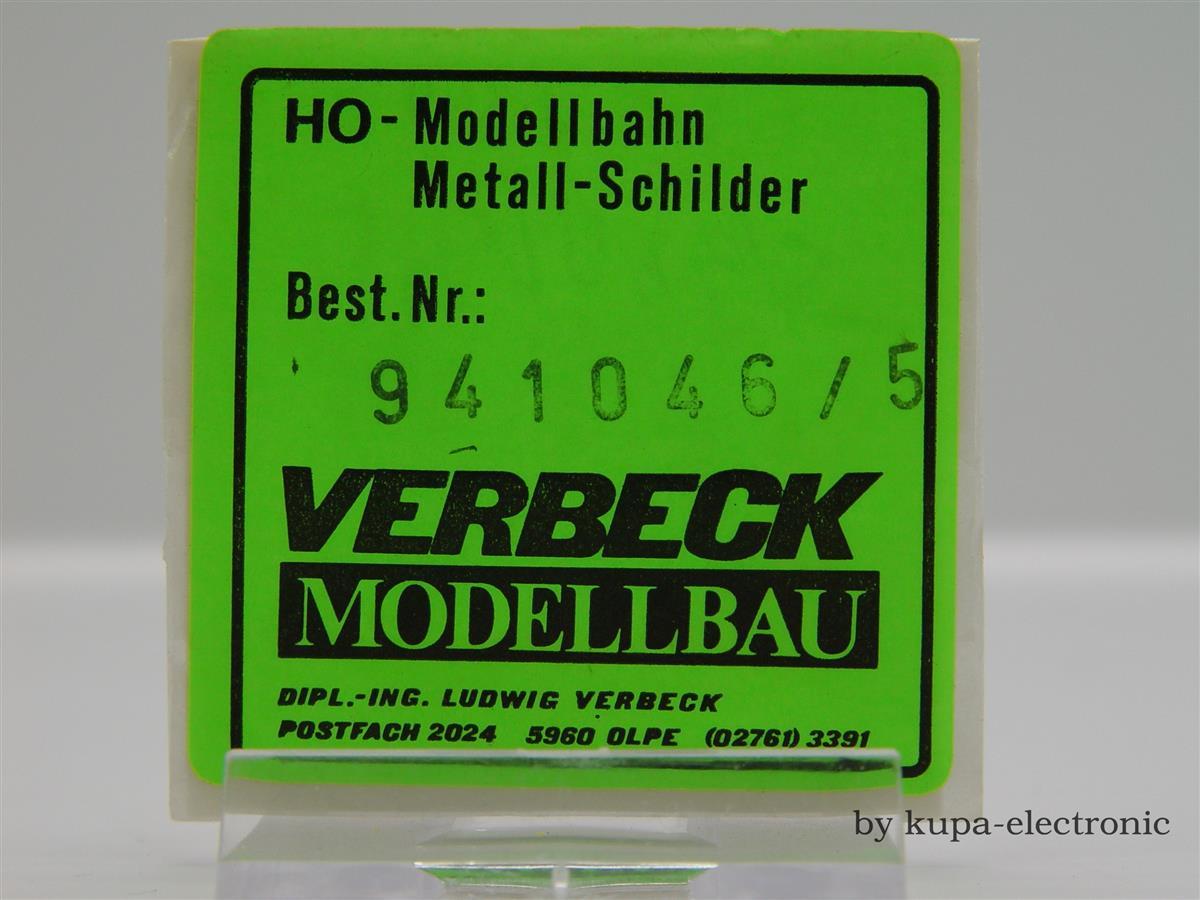 HO-Modellbahn
Metall-Schilder
Best.Nr.:
941046/5
VERBECK
MODELLBAU
DIPL.-ING. LUDWIG VERBECK
POSTFACH 2024 5960 OLPE (02761) 3391
by kupa-electronic